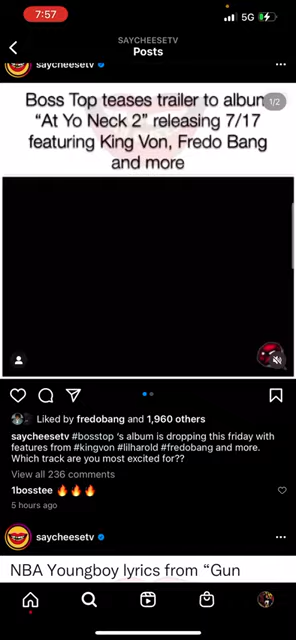 7:57
5G
SAYCHEESETV
Posts
saycheesetv
Boss Top teases trailer to album
1/2
“At Yo Neck 2” releasing 7/17
featuring King Von, Fredo Bang
and more
Liked by fredobang and 1,960 others
saycheesetv #bosstop ‘s album is dropping this friday with
features from #kingvon #lilharold #fredobang and more.
Which track are you most excited for??
View all 236 comments
1bosstee 🔥🔥🔥
5 hours ago
saycheesetv
NBA Youngboy lyrics from “Gun